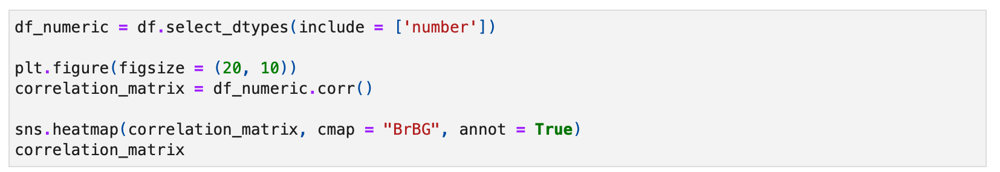 df_numeric = df.select_dtypes(include = ['number'])
plt.figure(figsize = (20, 10))
correlation_matrix = df_numeric.corr()
sns.heatmap(correlation_matrix, cmap = "BrBG", annot = True)
correlation_matrix